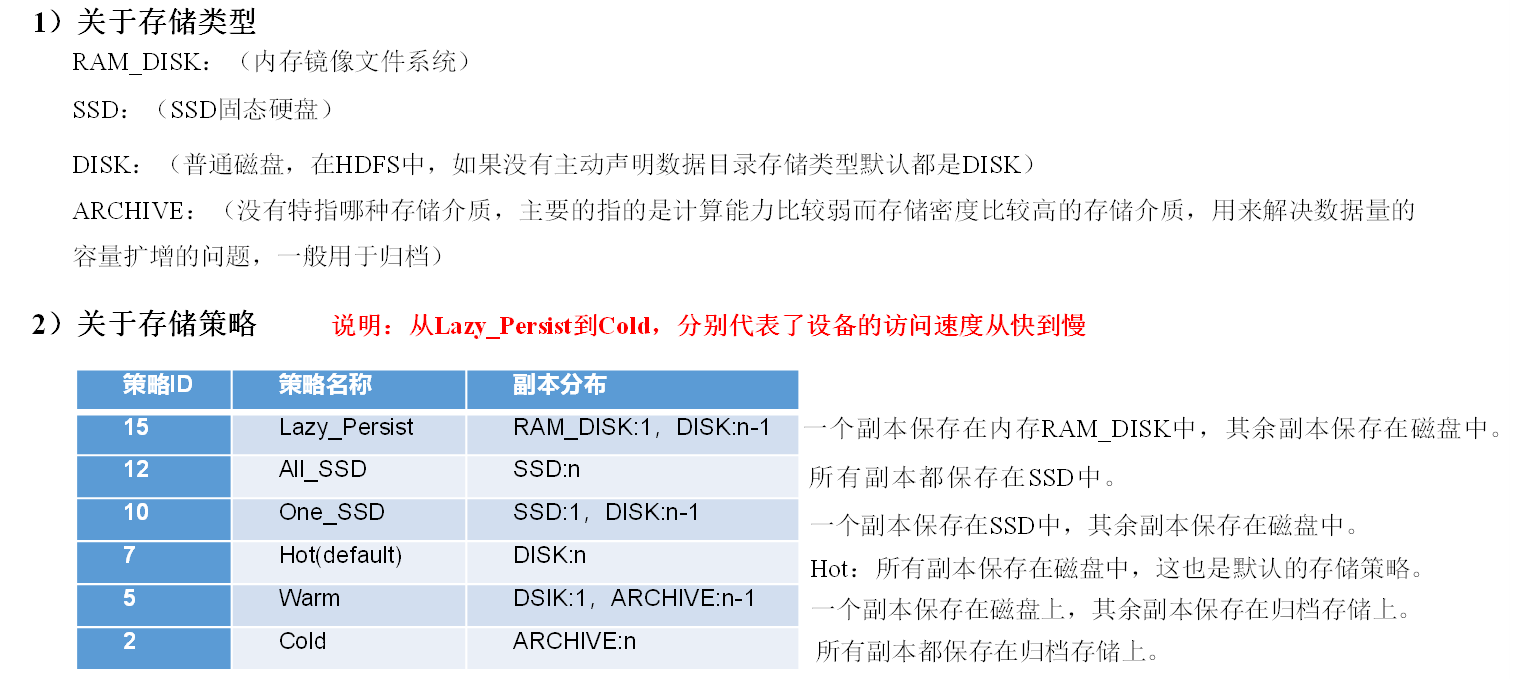 1）关于存储类型
RAM_DISK：（内存镜像文件系统）
SSD：（SSD固态硬盘）
DISK：（普通磁盘，在HDFS中，如果没有主动声明数据目录存储类型默认都是DISK）
ARCHIVE：（没有特指哪种存储介质，主要的指的是计算能力比较弱而存储密度比较高的存储介质，用来解决数据量的
容量扩增的问题，一般用于归档）
2）关于存储策略 说明：从Lazy_Persist到Cold，分别代表了设备的访问速度从快到慢
策略ID 策略名称 副本分布
15 Lazy_Persist RAM_DISK:1，DISK:n-1 一个副本保存在内存RAM_DISK中，其余副本保存在磁盘中。
12 All_SSD SSD:n 所有副本都保存在SSD中。
10 One_SSD SSD:1，DISK:n-1 一个副本保存在SSD中，其余副本保存在磁盘中。
7 Hot(default) DISK:n Hot：所有副本保存在磁盘中，这也是默认的存储策略。
5 Warm DSIK:1，ARCHIVE:n-1 一个副本保存在磁盘上，其余副本保存在归档存储上。
2 Cold ARCHIVE:n 所有副本都保存在归档存储上。